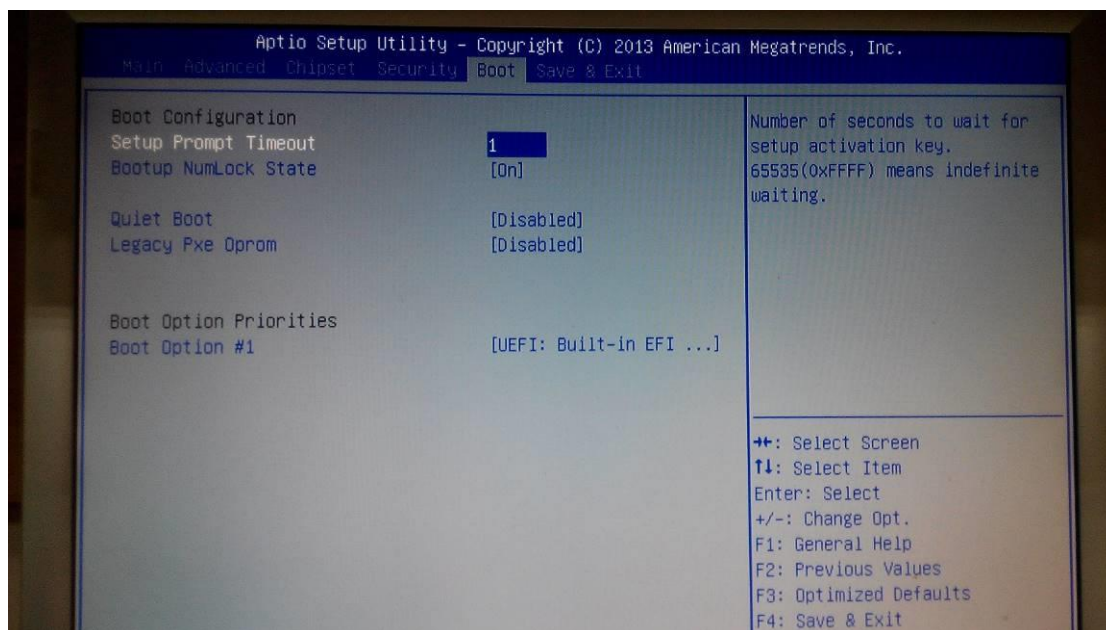 Aptio Setup Utility – Copyright (C) 2013 American Megatrends, Inc.
Main Advanced Chipset Security Boot Save & Exit
Boot Configuration
Setup Prompt Timeout 1
Bootup NumLock State [On]
Quiet Boot [Disabled]
Legacy Pxe Oprom [Disabled]
Boot Option Priorities
Boot Option #1 [UEFI: Built-in EFI ...]
Number of seconds to wait for
setup activation key.
65535(0xFFFF) means indefinite
waiting.
→←: Select Screen
↑↓: Select Item
Enter: Select
+/-: Change Opt.
F1: General Help
F2: Previous Values
F3: Optimized Defaults
F4: Save & Exit